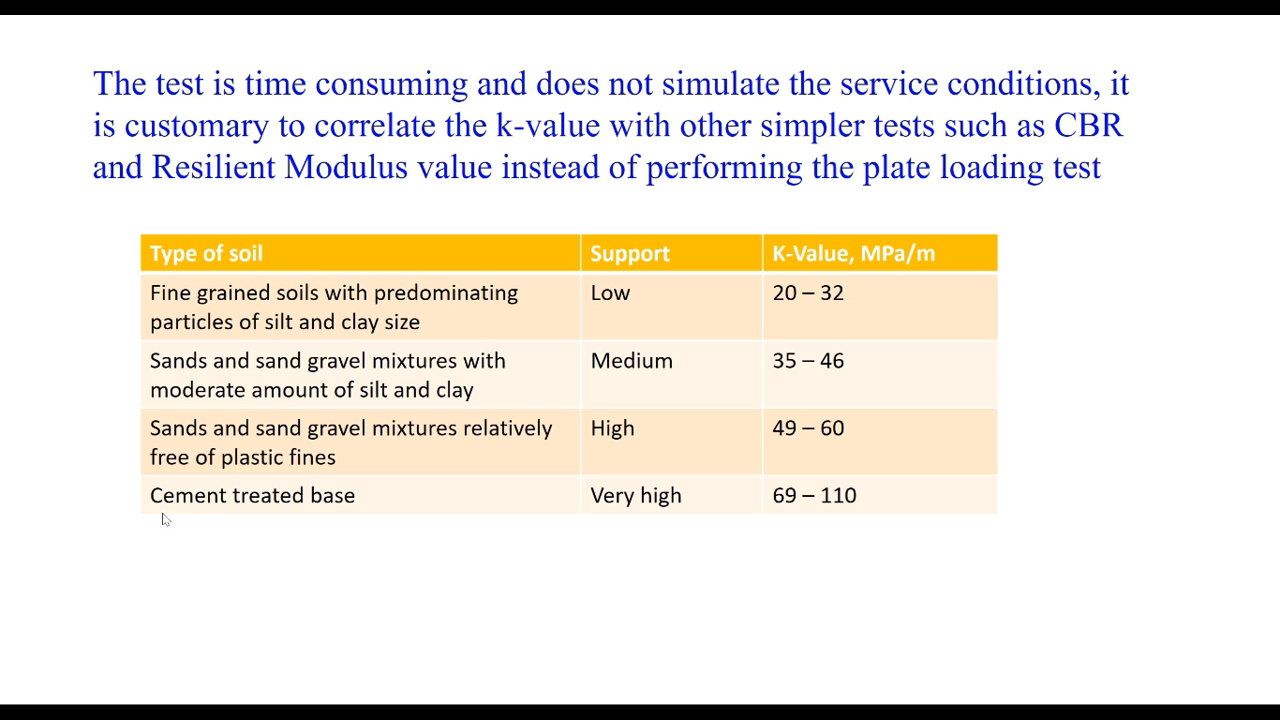 The test is time consuming and does not simulate the service conditions, it
is customary to correlate the k-value with other simpler tests such as CBR
and Resilient Modulus value instead of performing the plate loading test
Type of soil Support K-Value, MPa/m
Fine grained soils with predominating Low 20 – 32
particles of silt and clay size
Sands and sand gravel mixtures with Medium 35 – 46
moderate amount of silt and clay
Sands and sand gravel mixtures relatively High 49 – 60
free of plastic fines
Cement treated base Very high 69 – 110